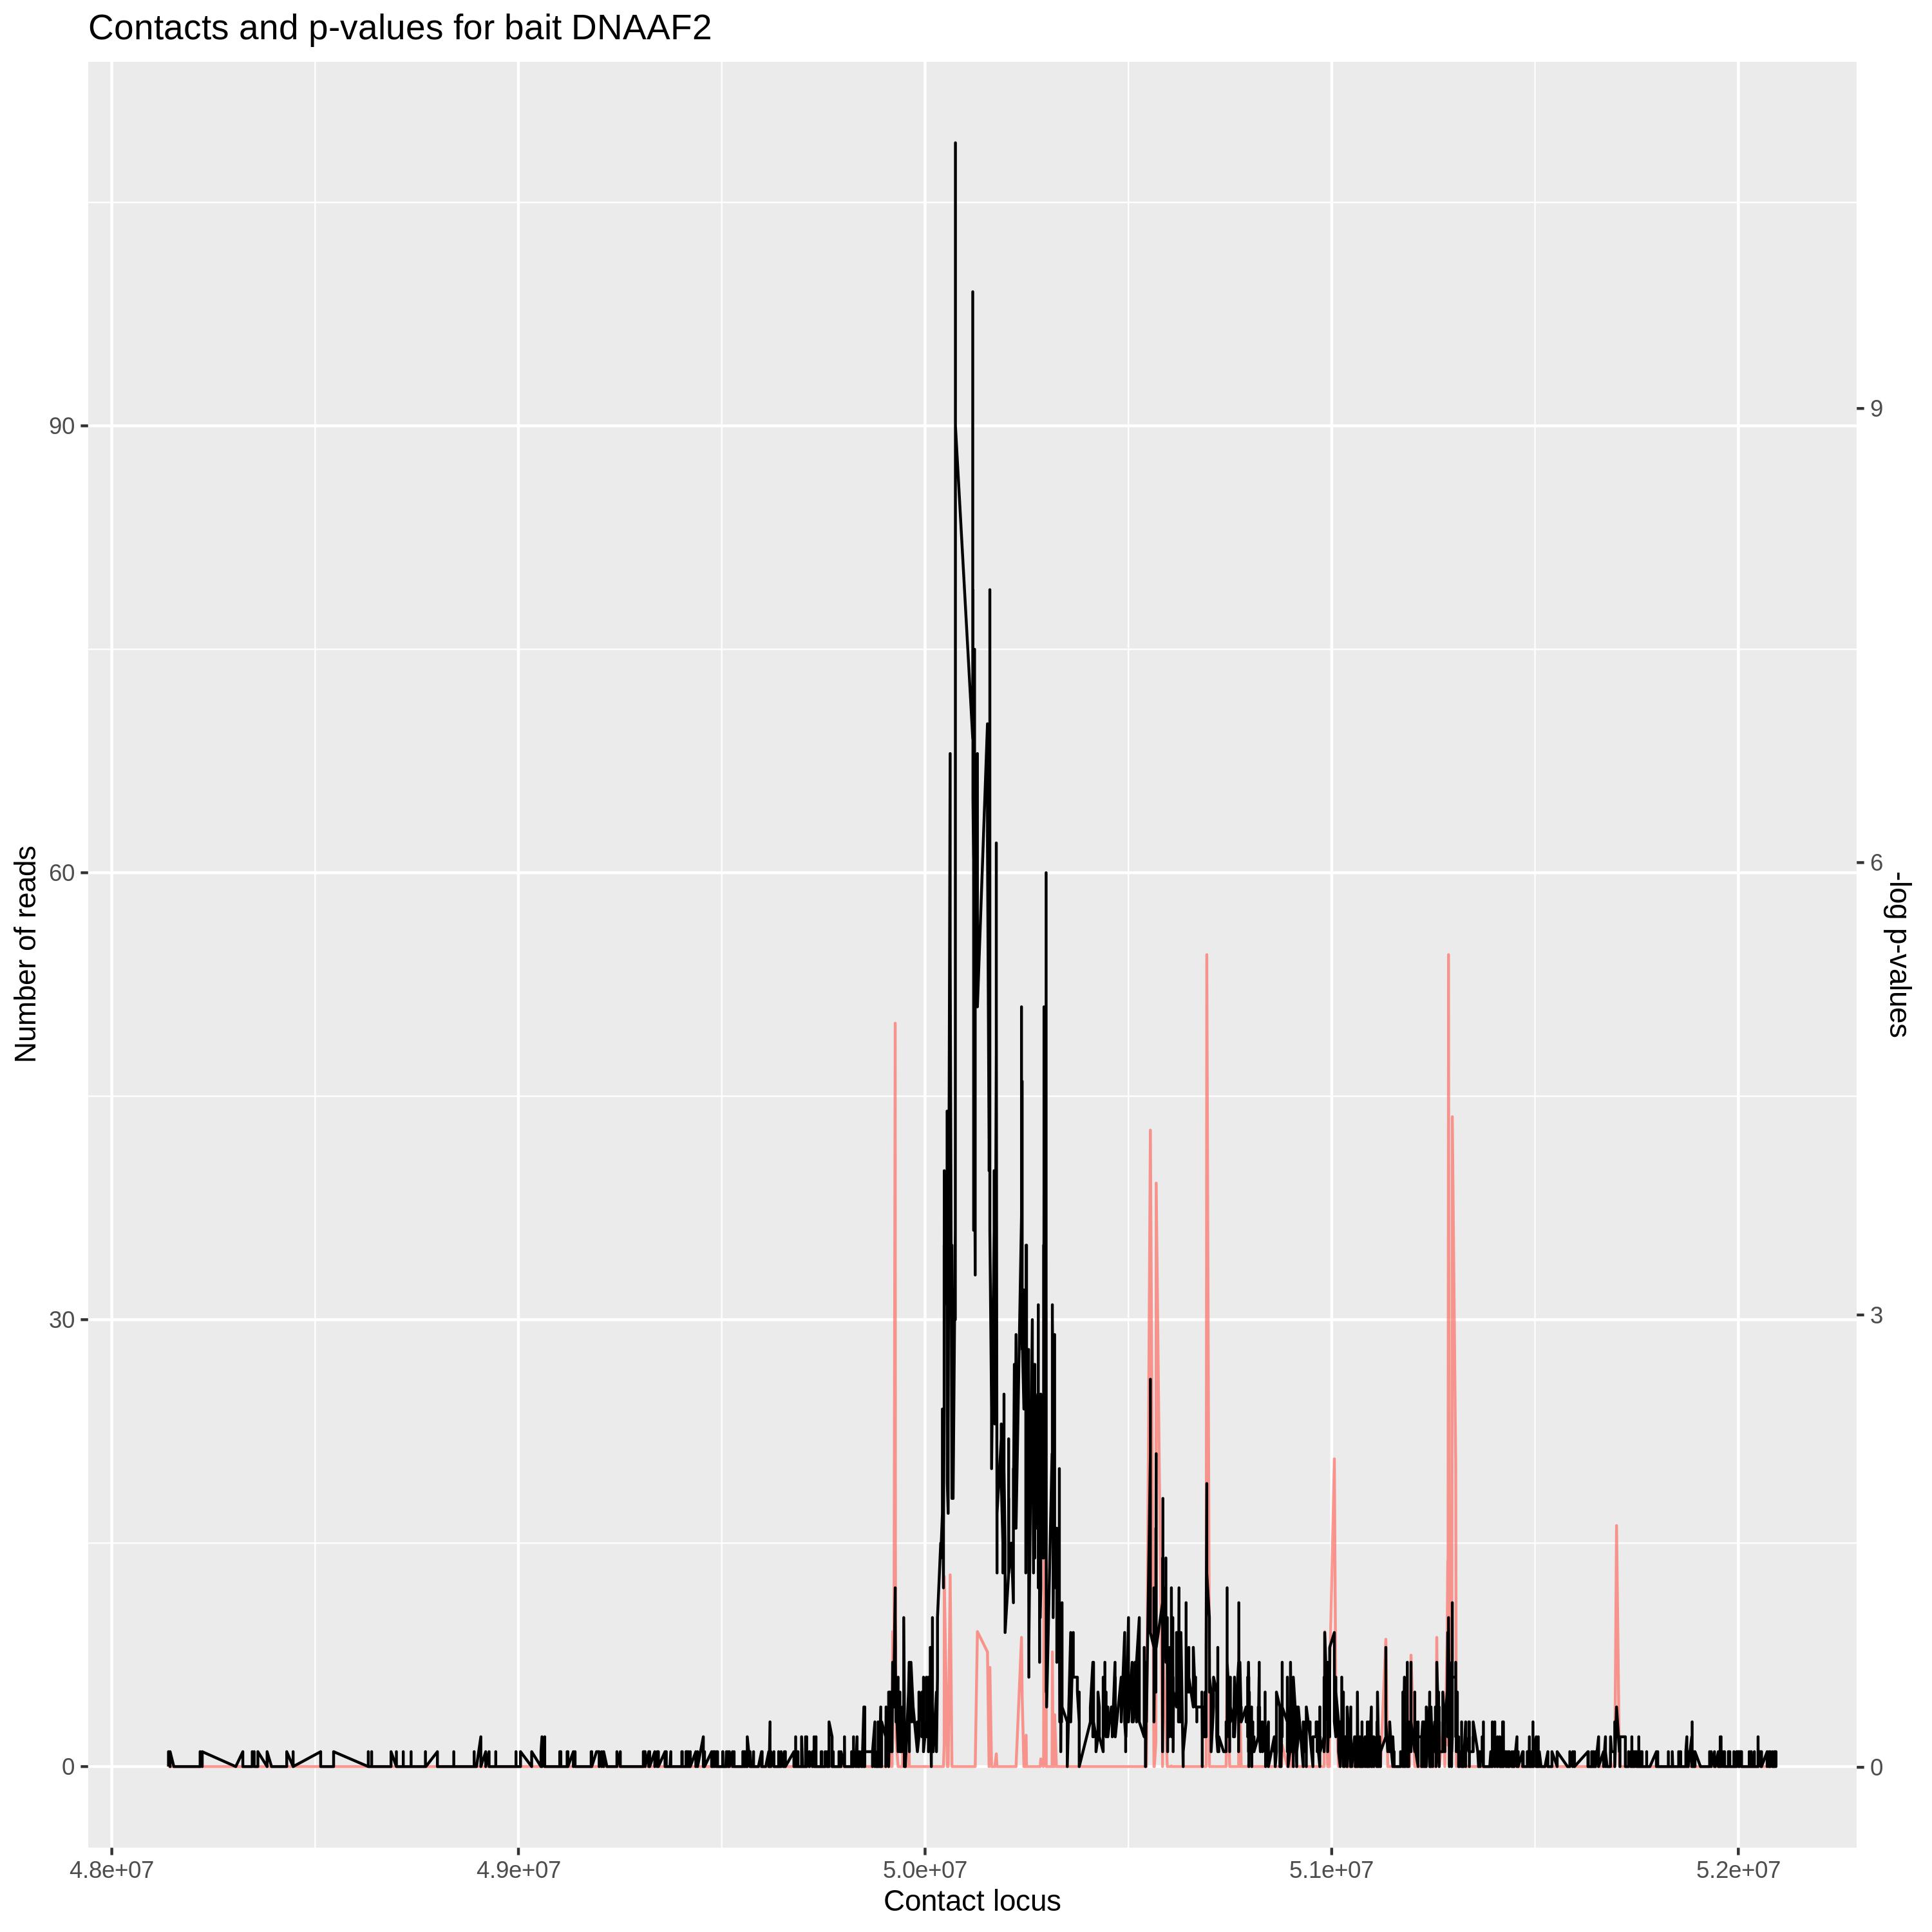 Contacts and p-values for bait DNAAF2
90
60
30
0
Number of reads
9
6
3
0
-log p-values
4.8e+07 4.9e+07 5.0e+07 5.1e+07 5.2e+07
Contact locus